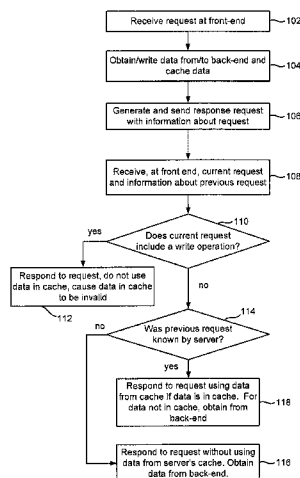 Receive request at front-end
102
Obtain/write data from/to back-end and
cache data
104
Generate and send response request
with information about request
106
Receive, at front end, current request
and information about previous request
108
110
Does current request
include a write operation?
yes
no
Respond to request, do not use
data in cache, cause data in cache
to be invalid
112
114
Was previous request
known by server?
no
yes
Respond to request using data
from cache if data is in cache. For
data not in cache, obtain from
back-end
118
Respond to request without using
data from server's cache. Obtain
data from back-end.
116